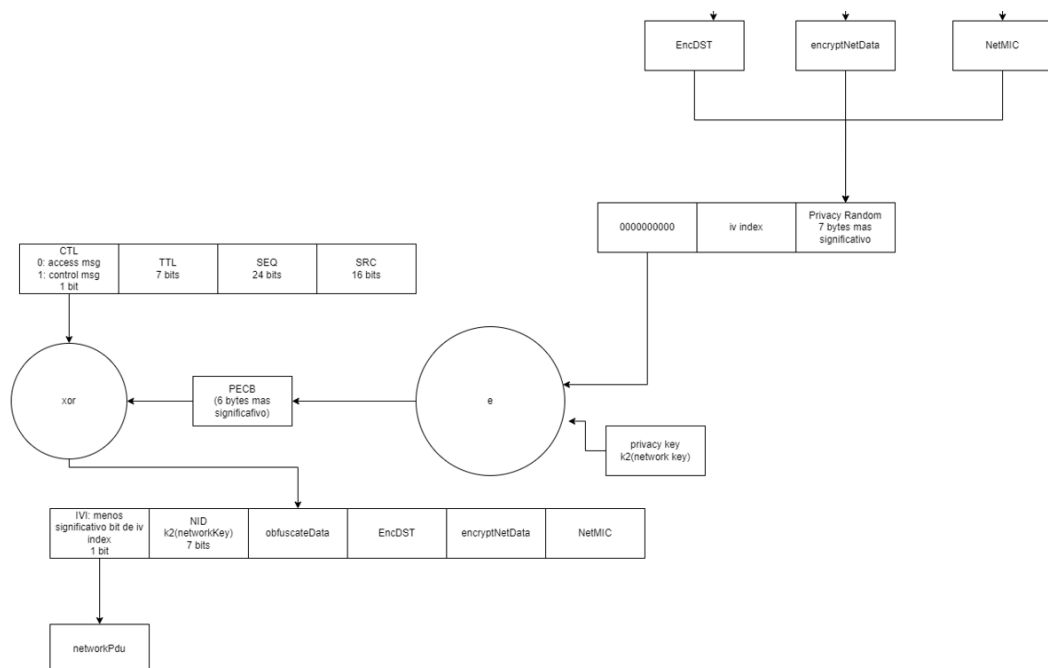 EncDST
encryptNetData
NetMIC
0000000000
iv index
Privacy Random
7 bytes mas
significativo
CTL
0: access msg
1: control msg
1 bit
TTL
7 bits
SEQ
24 bits
SRC
16 bits
xor
PECB
(6 bytes mas
significafivo)
e
privacy key
k2(network key)
IVI: menos
significativo bit de iv
index
1 bit
NID
k2(networkKey)
7 bits
obfuscateData
EncDST
encryptNetData
NetMIC
networkPdu